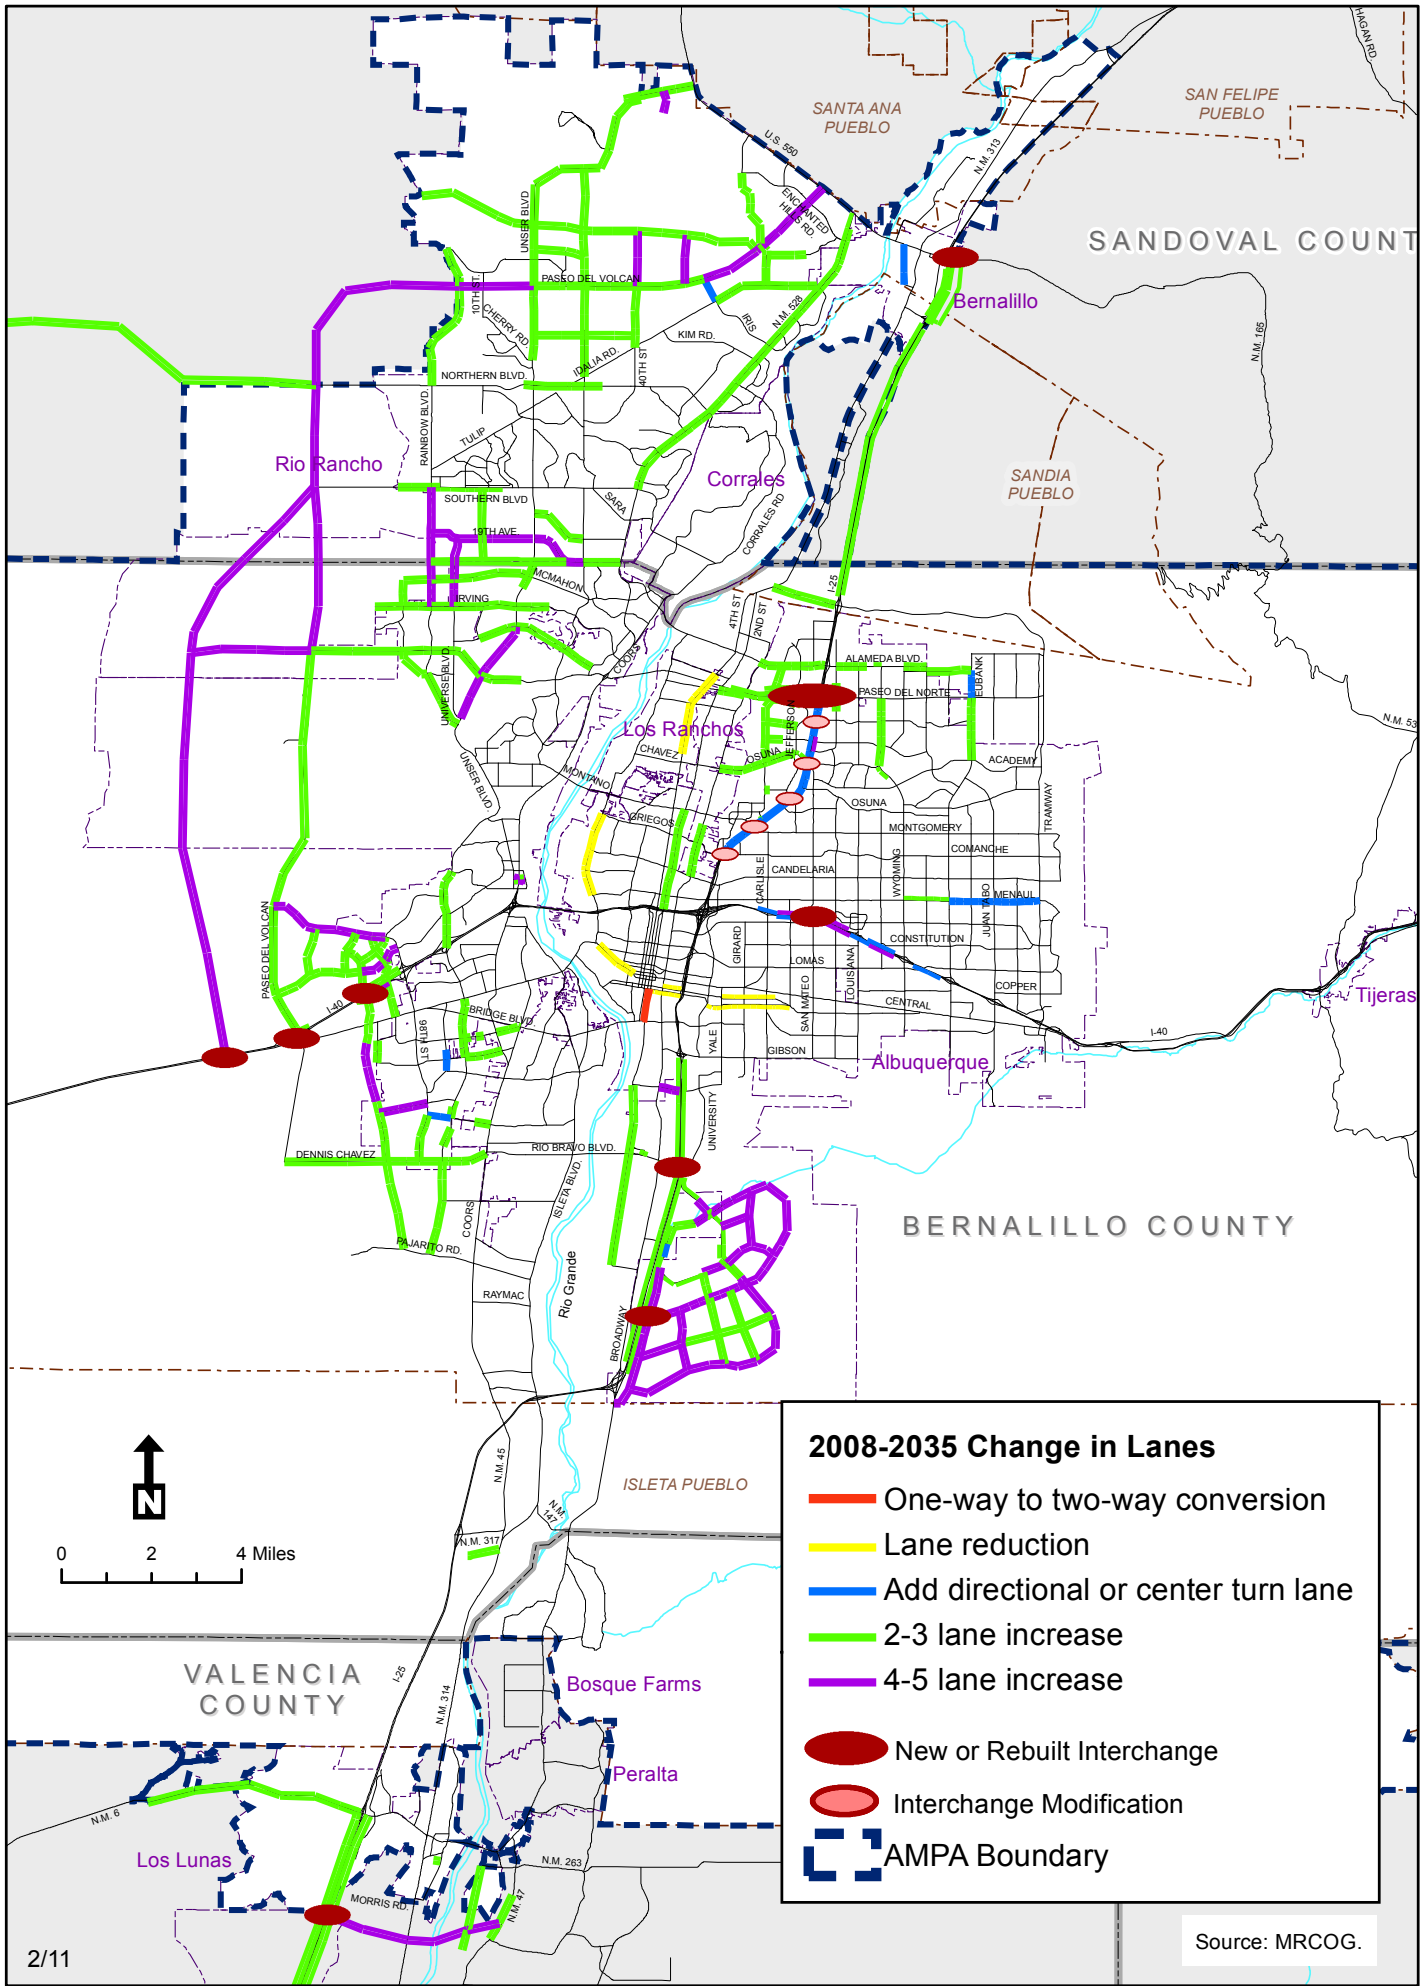 HAGAN RD.
SANTA ANA
PUEBLO
SAN FELIPE
PUEBLO
U.S. 550
N.M. 313
ENCHANTED
HILLS RD.
UNSER BLVD
SANDOVAL COUNT
PASEO DEL VOLCAN
10TH ST.
Bernalillo
CHERRY RD.
IRIS
N.M. 528
KIM RD.
N.M. 165
IDALIA RD.
40TH ST
NORTHERN BLVD.
RAINBOW BLVD.
TULIP
Rio Rancho
Corrales
SANDIA
PUEBLO
SOUTHERN BLVD
SARA
CORRALES RD
19TH AVE.
MCMAHON
I-25
IRVING
4TH ST
2ND ST
COORS
ALAMEDA BLVD.
UNIVERSE BLVD.
EUBANK
PASEO DEL NORTE
N.M. 53
Los Ranchos
JEFFERSON
CHAVEZ
OSUNA
ACADEMY
UNSER BLVD.
MONTANO
OSUNA
TRAMWAY
GRIEGOS
MONTGOMERY
COMANCHE
CARLISLE
CANDELARIA
WYOMING
JUAN TABO
MENAUL
PASEO DEL VOLCAN
GIRARD
CONSTITUTION
LOMAS
LOUISIANA
SAN MATEO
COPPER
Tijeras
I-40
CENTRAL
BRIDGE BLVD.
98TH ST
YALE
I-40
GIBSON
Albuquerque
UNIVERSITY
DENNIS CHAVEZ
RIO BRAVO BLVD.
ISLETA BLVD.
COORS
BERNALILLO COUNTY
PAJARITO RD.
Rio Grande
RAYMAC
BROADWAY
2008-2035 Change in Lanes
One-way to two-way conversion
Lane reduction
Add directional or center turn lane
2-3 lane increase
4-5 lane increase
New or Rebuilt Interchange
Interchange Modification
AMPA Boundary
N
0 2 4 Miles
N.M. 45
ISLETA PUEBLO
N.M.
147
N.M. 317
VALENCIA
COUNTY
I-25
N.M. 314
Bosque Farms
Peralta
N.M. 6
Los Lunas
N.M. 263
MORRIS RD.
N.M. 47
2/11
Source: MRCOG.